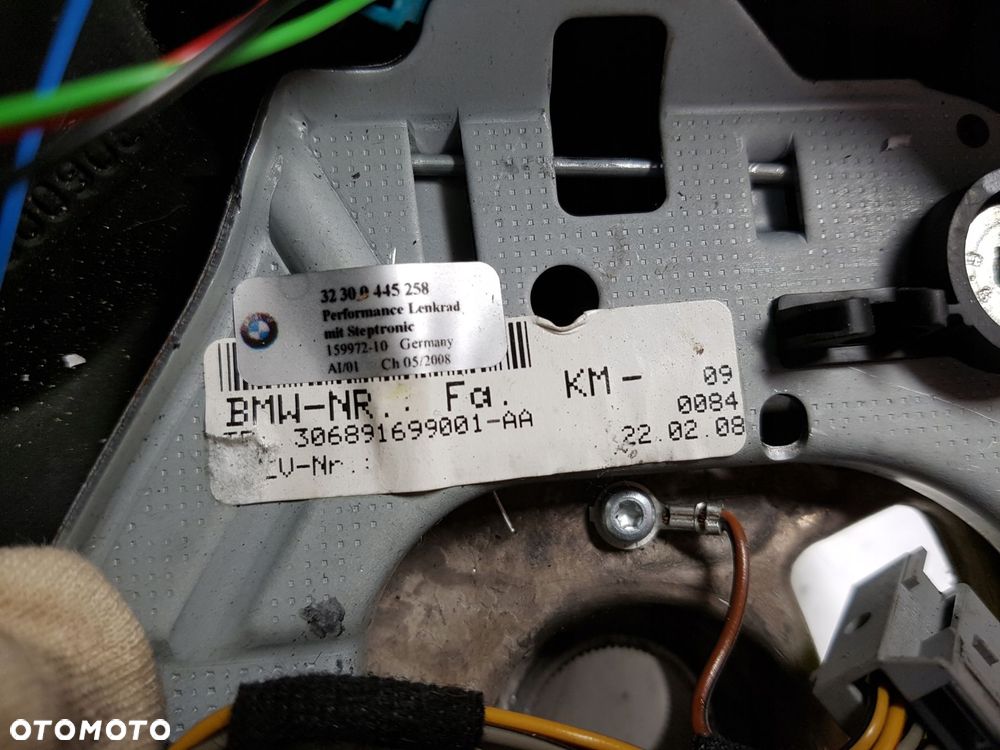 32 30 0 445 258
Performance Lenkrad
mit Steptronic
159972-10 Germany
AI/01 Ch 05/2008
BMW-NR.: Fa. KM- 09
0084
306891699001-AA 22.02.08
V-Nr.:
OTOMOTO